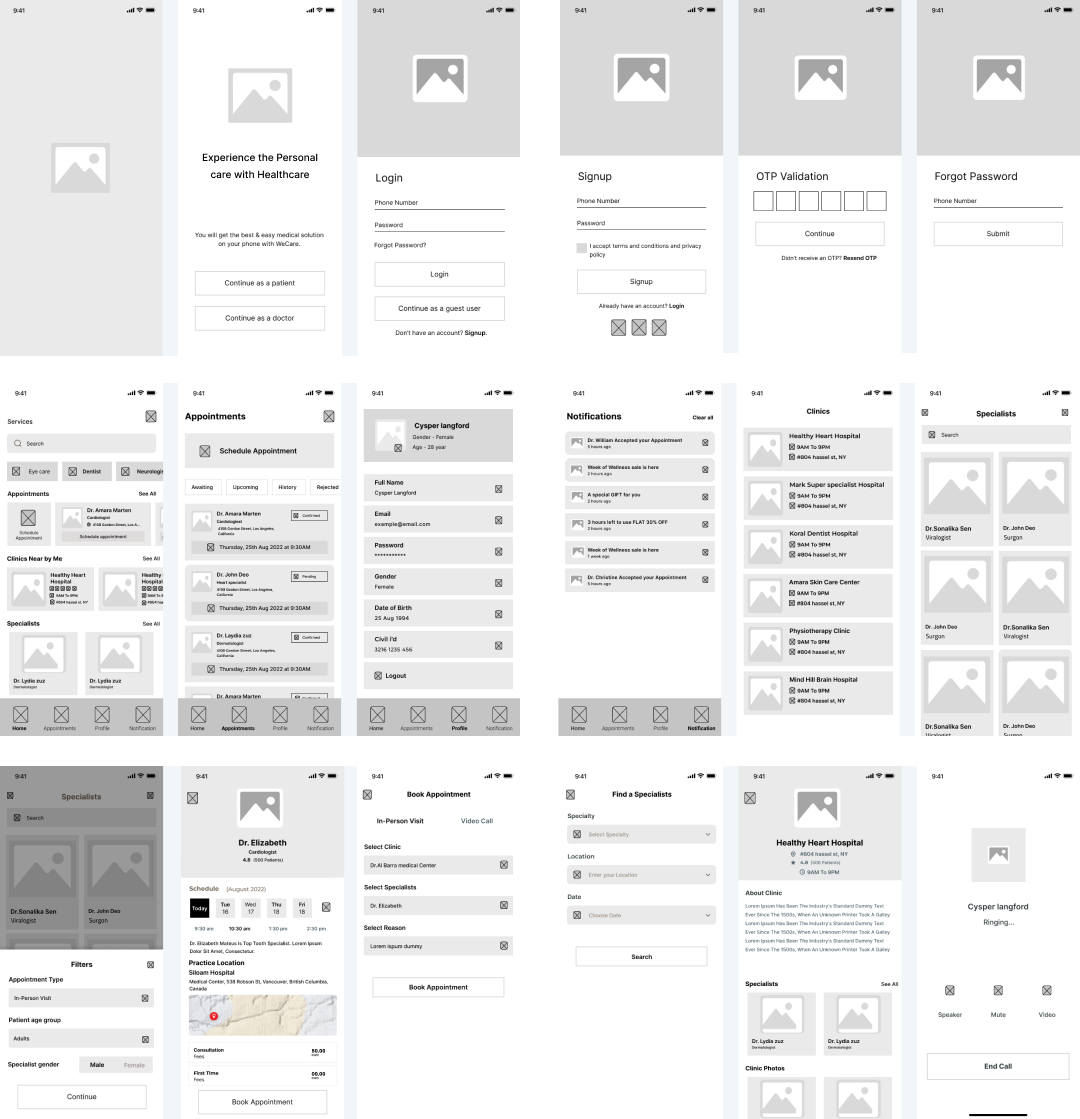 9:41
9:41
Experience the Personal
care with Healthcare
You will get the best & easy medical solution
on your phone with WeCare.
Continue as a patient
Continue as a doctor
9:41
Login
Phone Number
Password
Forgot Password?
Login
Continue as a guest user
Don't have an account? Signup.
9:41
Signup
Phone Number
Password
I accept terms and conditions and privacy
policy
Signup
Already have an account? Login
9:41
OTP Validation
Continue
Didn't receive an OTP? Resend OTP
9:41
Forgot Password
Phone Number
Submit
9:41
Services
Search
Eye care
Dentist
Neurologis
Appointments
See All
Schedule
Appointment
Dr. Amara Marten
Cardiologist
4108 Gordon Street, Los A...
Schedule appointment
Clinics Near by Me
See All
Healthy Heart
Hospital
9AM To 9PM
#804 hassel st, NY
Healthy
Hospital
9AM To
#804 has
Specialists
See All
Dr. Lydia zuz
Dermatologist
Dr. Lydia zuz
Dermatologist
Home
Appointments
Profile
Notification
9:41
Appointments
Schedule Appointment
Awaiting
Upcoming
History
Rejected
Dr. Amara Marten
Cardiologist
4108 Gordon Street, Los Angeles,
California
Confirmed
Thursday, 25th Aug 2022 at 9:30AM
Dr. John Deo
Heart specialist
4108 Gordon Street, Los Angeles,
California
Pending
Thursday, 25th Aug 2022 at 9:30AM
Dr. Laydia zuz
Dermatologist
4108 Gordon Street, Los Angeles,
California
Confirmed
Thursday, 25th Aug 2022 at 9:30AM
Dr. Amara Marten
Home
Appointments
Profile
Notification
9:41
Cysper langford
Gender - Female
Age - 28 year
Full Name
Cysper Langford
Email
example@email.com
Password
***********
Gender
Female
Date of Birth
25 Aug 1994
Civil I'd
3216 1235 456
Logout
Home
Appointments
Profile
Notification
9:41
Notifications
Clear all
Dr. William Accepted your Appointment
5 hours ago
Week of Wellness sale is here
2 hours ago
A special GIFT for you
2 hours ago
3 hours left to use FLAT 30% OFF
2 hours ago
Week of Wellness sale is here
1 week ago
Dr. Christine Accepted your Appointment
5 hours ago
Home
Appointments
Profile
Notification
9:41
Clinics
Healthy Heart Hospital
9AM To 9PM
#804 hassel st, NY
Mark Super specialist Hospital
9AM To 9PM
#804 hassel st, NY
Koral Dentist Hospital
9AM To 9PM
#804 hassel st, NY
Amara Skin Care Center
9AM To 9PM
#804 hassel st, NY
Physiotherapy Clinic
9AM To 9PM
#804 hassel st, NY
Mind Hill Brain Hospital
9AM To 9PM
#804 hassel st, NY
9:41
Specialists
Search
Dr.Sonalika Sen
Virologist
Dr. John Deo
Surgon
Dr. John Deo
Surgon
Dr.Sonalika Sen
Virologist
Dr.Sonalika Sen
Virologist
Dr. John Deo
Surgon
9:41
Specialists
Search
Dr.Sonalika Sen
Virologist
Dr. John Deo
Surgon
Filters
Appointment Type
In-Person Visit
Patient age group
Adults
Specialist gender
Male
Female
Continue
9:41
Dr. Elizabeth
Cardiologist
4.8 (500 Patients)
Schedule (August 2022)
Today
Tue
16
Wed
17
Thu
18
Fri
18
9:30 am
10:30 am
1:30 pm
2:30 pm
Dr. Elizabeth Mateus Is Top Tooth Specialist. Lorem Ipsum
Dolor Sit Amet, Consectetur.
Practice Location
Siloam Hospital
Medical Center, 538 Robson St, Vancouver, British Columbia,
Canada
Consultation
Fees
50.00
First Time
Fees
00.00
Book Appointment
9:41
Book Appointment
In-Person Visit
Video Call
Select Clinic
Dr.Al Barra medical Center
Select Specialists
Dr. Elizabeth
Select Reason
Lorem ispum dummy
Book Appointment
9:41
Find a Specialists
Specialty
Select Specialty
Location
Enter your Location
Date
Choose Date
Search
9:41
Healthy Heart Hospital
#804 hassel st, NY
4.8 (500 Patients)
9AM To 9PM
About Clinic
Lorem Ipsum Has Been The Industry's Standard Dummy Text
Ever Since The 1500s, When An Unknown Printer Took A Galley
Lorem Ipsum Has Been The Industry's Standard Dummy Text
Ever Since The 1500s, When An Unknown Printer Took A Galley
Lorem Ipsum Has Been The Industry's Standard Dummy Text
Ever Since The 1500s, When An Unknown Printer Took A Galley
Specialists
See All
Dr. Lydia zuz
Dermatologist
Dr. Lydia zuz
Dermatologist
Clinic Photos
9:41
Cysper langford
Ringing...
Speaker
Mute
Video
End Call